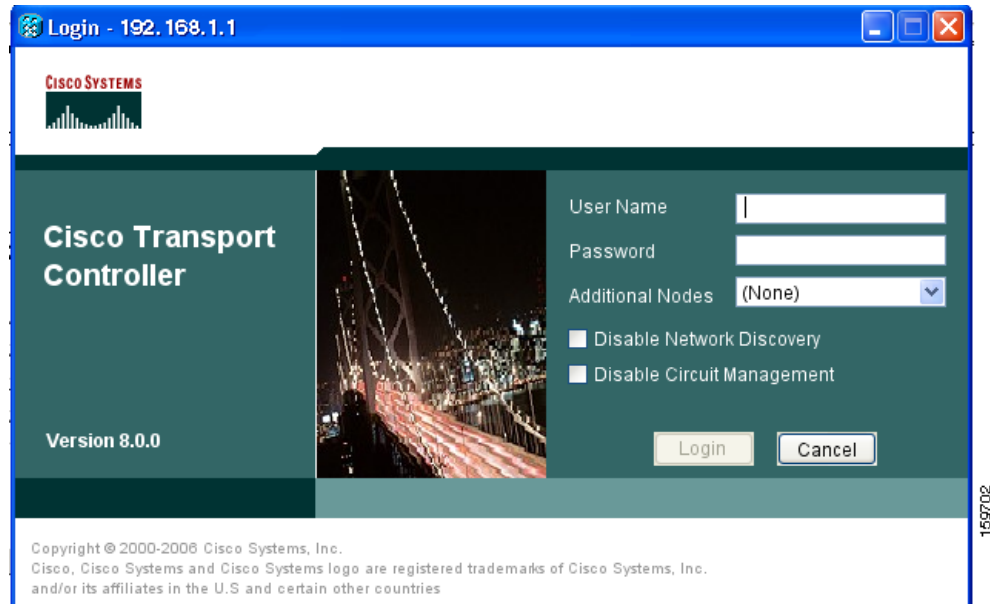 Login - 192.168.1.1
CISCO SYSTEMS
Cisco Transport
Controller
Version 8.0.0
User Name
Password
Additional Nodes (None)
Disable Network Discovery
Disable Circuit Management
Login Cancel
159702
Copyright © 2000-2006 Cisco Systems, Inc.
Cisco, Cisco Systems and Cisco Systems logo are registered trademarks of Cisco Systems, Inc.
and/or its affiliates in the U.S and certain other countries